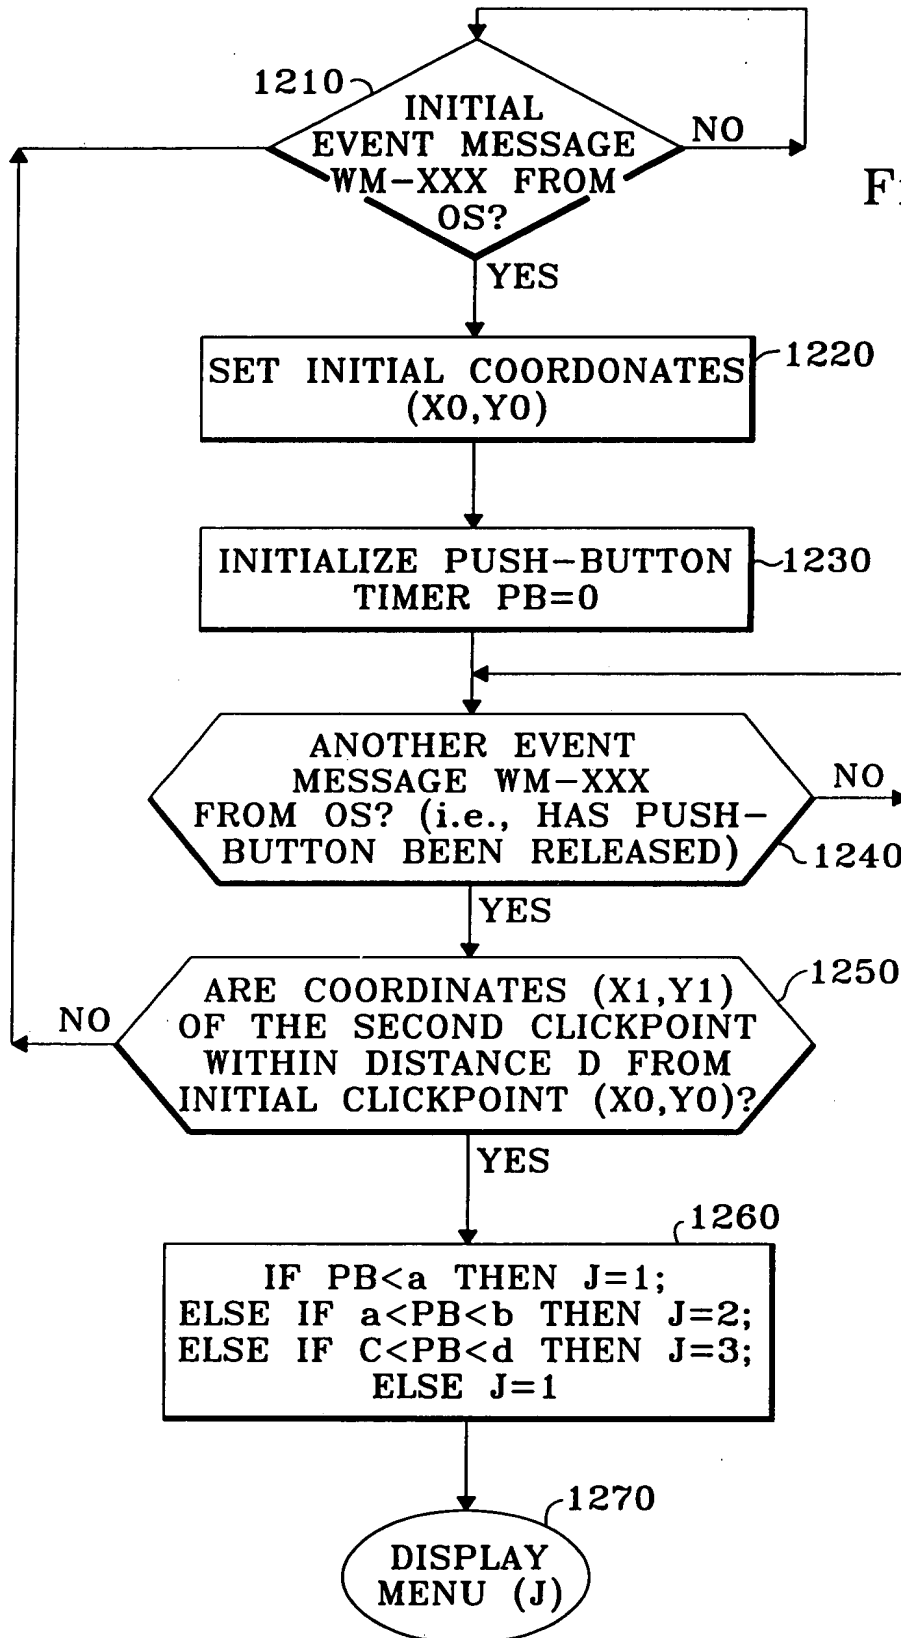 1210
INITIAL
EVENT MESSAGE
WM-XXX FROM
OS?
NO
YES
1220
SET INITIAL COORDONATES
(X0,Y0)
1230
INITIALIZE PUSH-BUTTON
TIMER PB=0
ANOTHER EVENT
MESSAGE WM-XXX
FROM OS? (i.e., HAS PUSH-
BUTTON BEEN RELEASED)
NO
1240
YES
1250
ARE COORDINATES (X1,Y1)
OF THE SECOND CLICKPOINT
WITHIN DISTANCE D FROM
INITIAL CLICKPOINT (X0,Y0)?
NO
YES
1260
IF PB<a THEN J=1;
ELSE IF a<PB<b THEN J=2;
ELSE IF C<PB<d THEN J=3;
ELSE J=1
1270
DISPLAY
MENU (J)